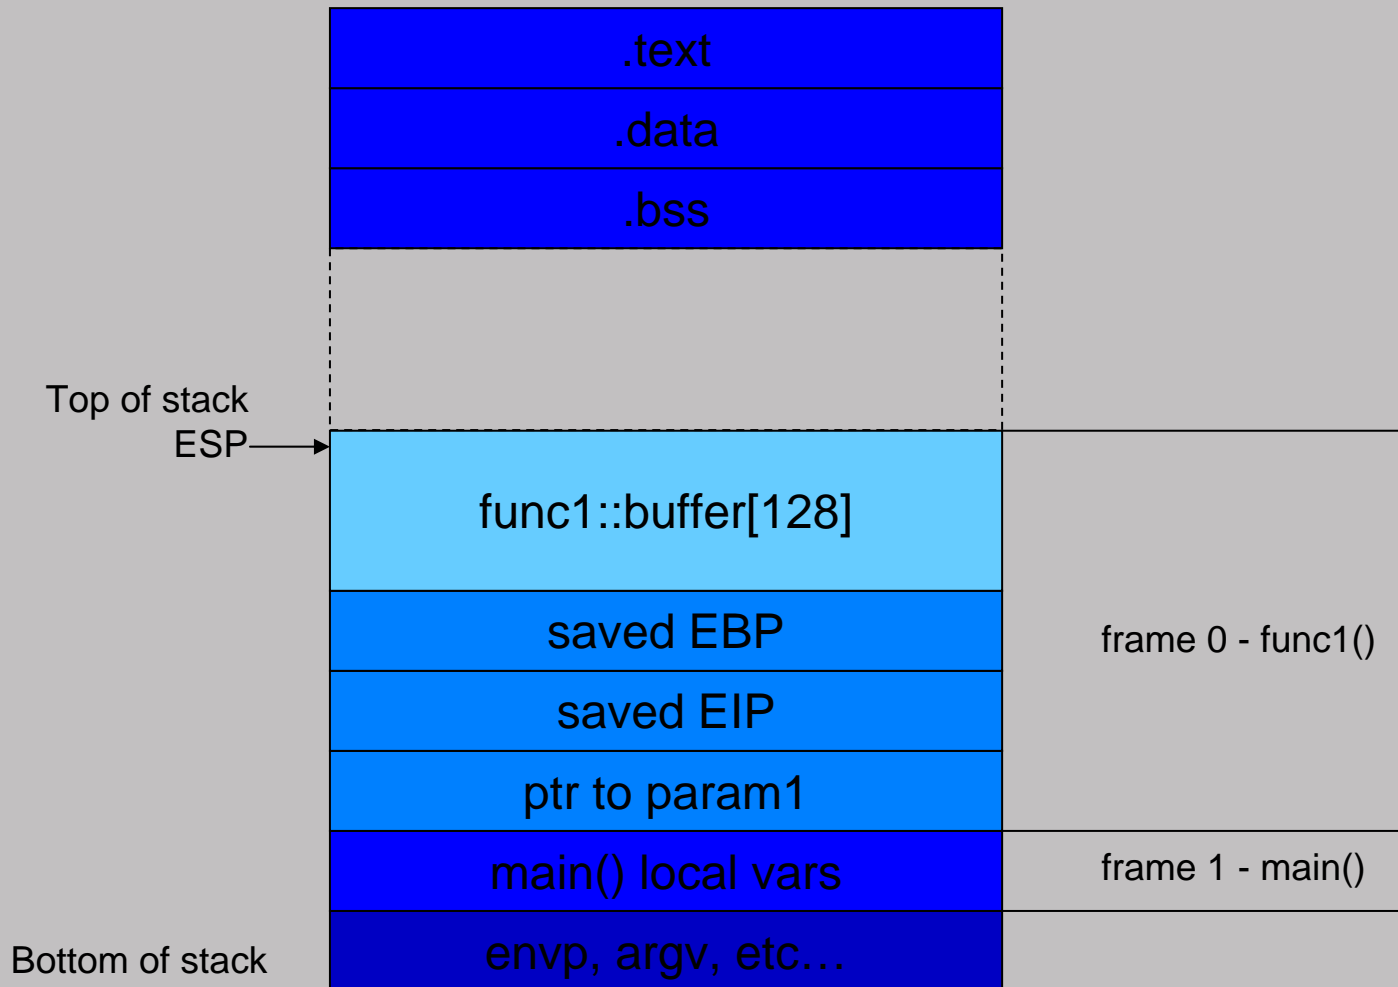 .text
.data
.bss
Top of stack
ESP
func1::buffer[128]
saved EBP
frame 0 - func1()
saved EIP
ptr to param1
main() local vars
frame 1 - main()
Bottom of stack
envp, argv, etc…